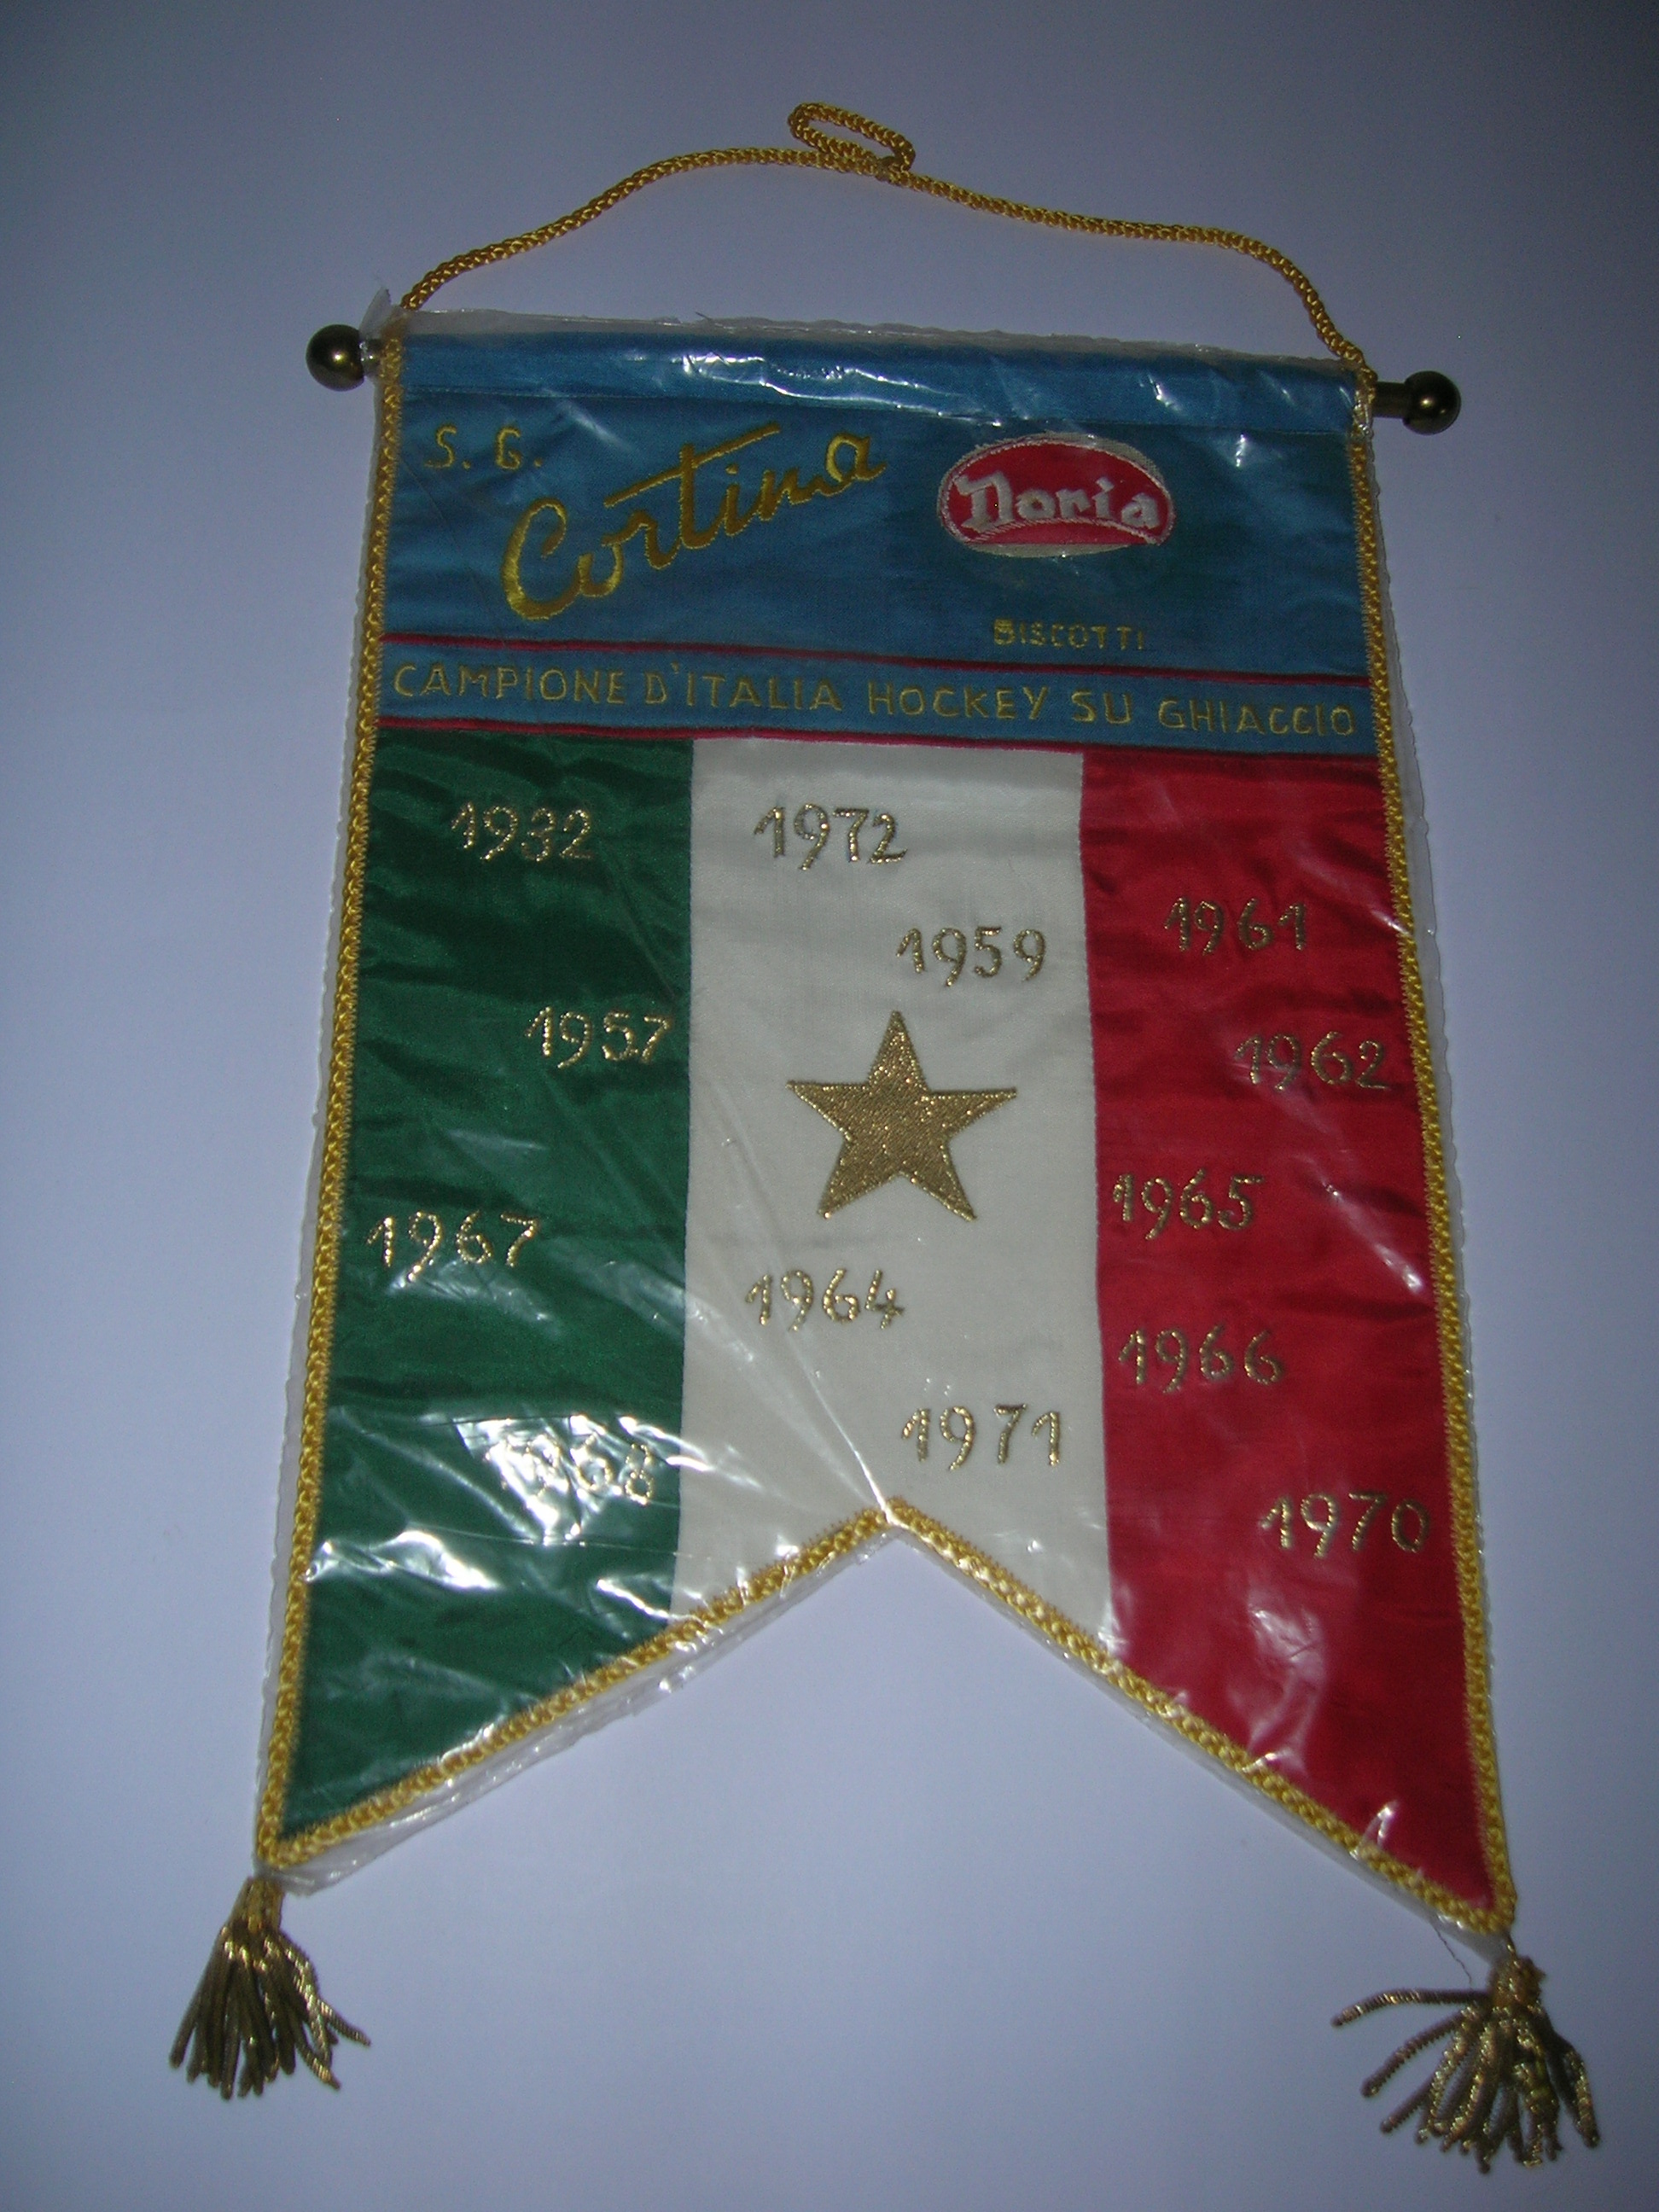 S. G.
Cortina
Doria
BISCOTTI
CAMPIONE D'ITALIA HOCKEY SU GHIACCIO
1932
1972
1961
1959
1957
1962
1965
1967
1964
1966
1971
1968
1970